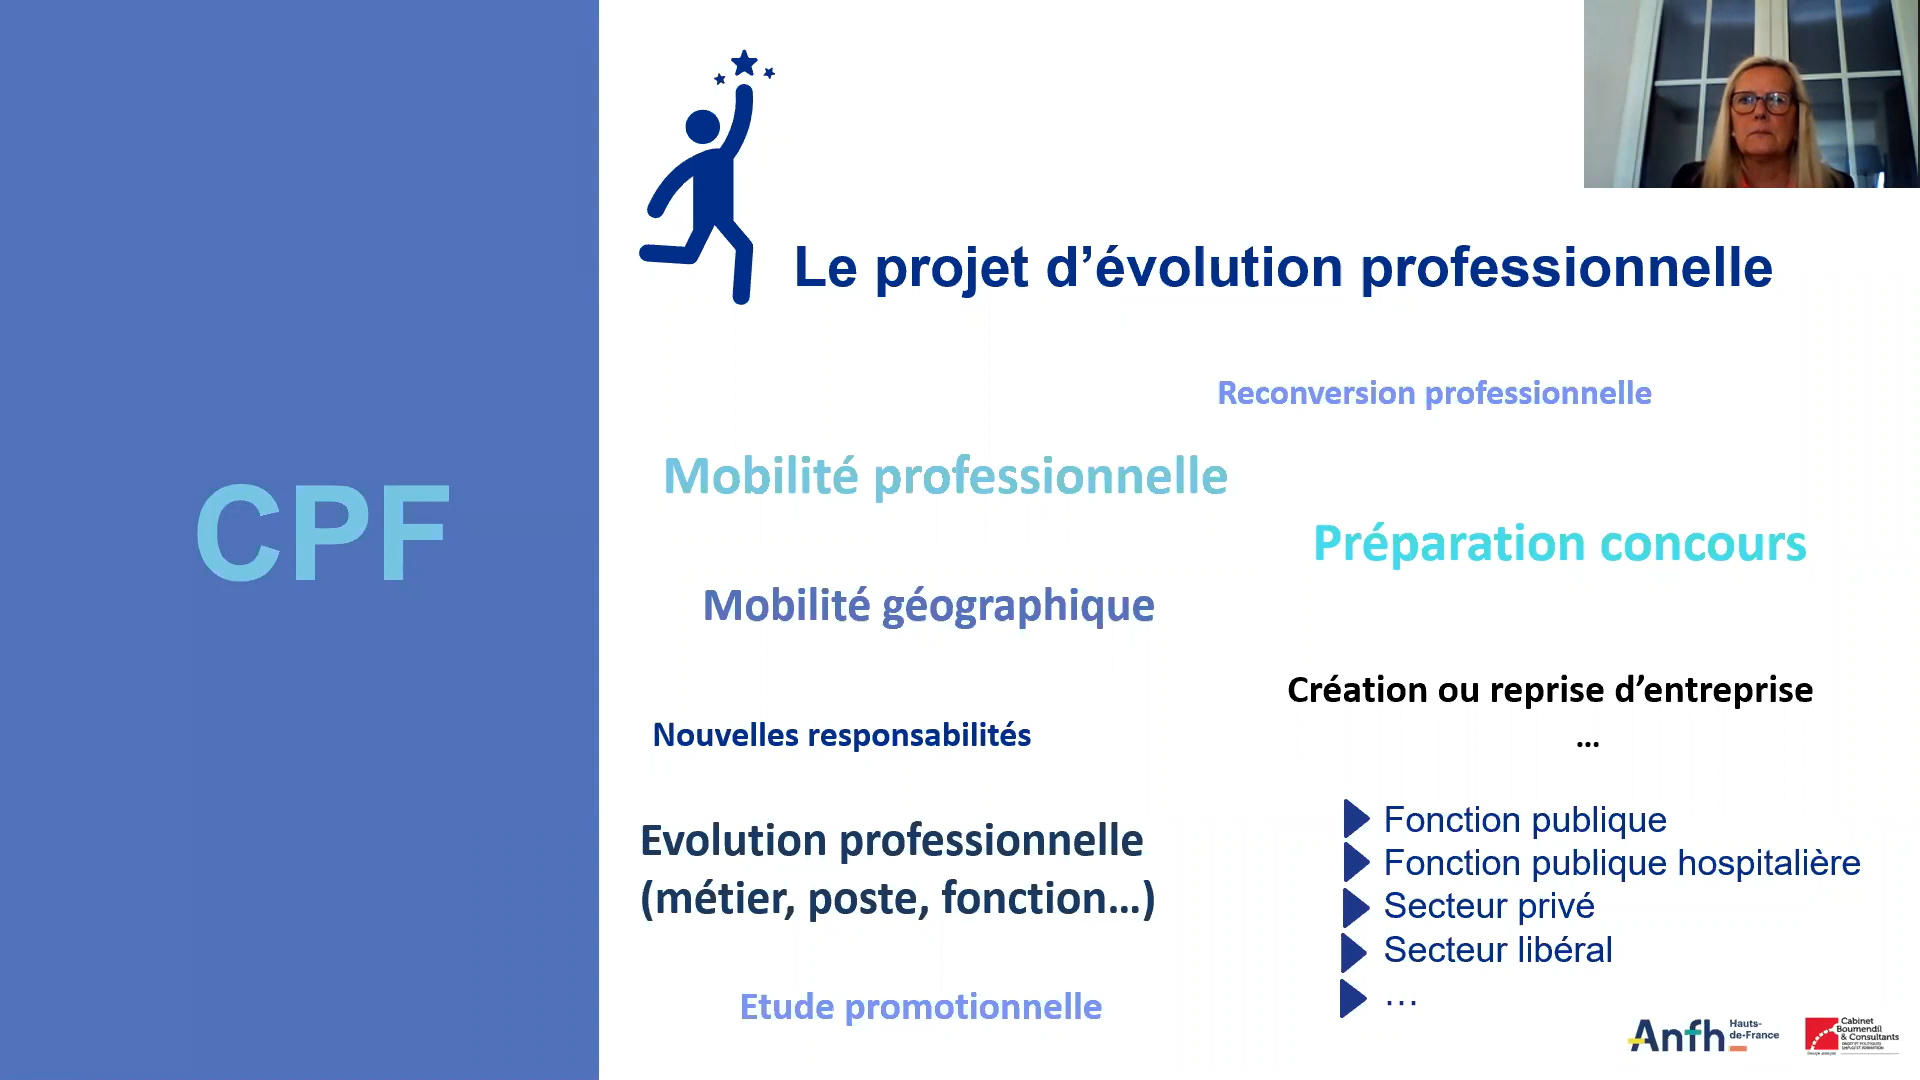 CPF
Le projet d’évolution professionnelle
Reconversion professionnelle
Mobilité professionnelle
Préparation concours
Mobilité géographique
Création ou reprise d’entreprise
...
Nouvelles responsabilités
Evolution professionnelle
(métier, poste, fonction...)
Etude promotionnelle
Fonction publique
Fonction publique hospitalière
Secteur privé
Secteur libéral
...
Anfh
Hauts-
de-France
Cabinet
Boumendil
& Consultants